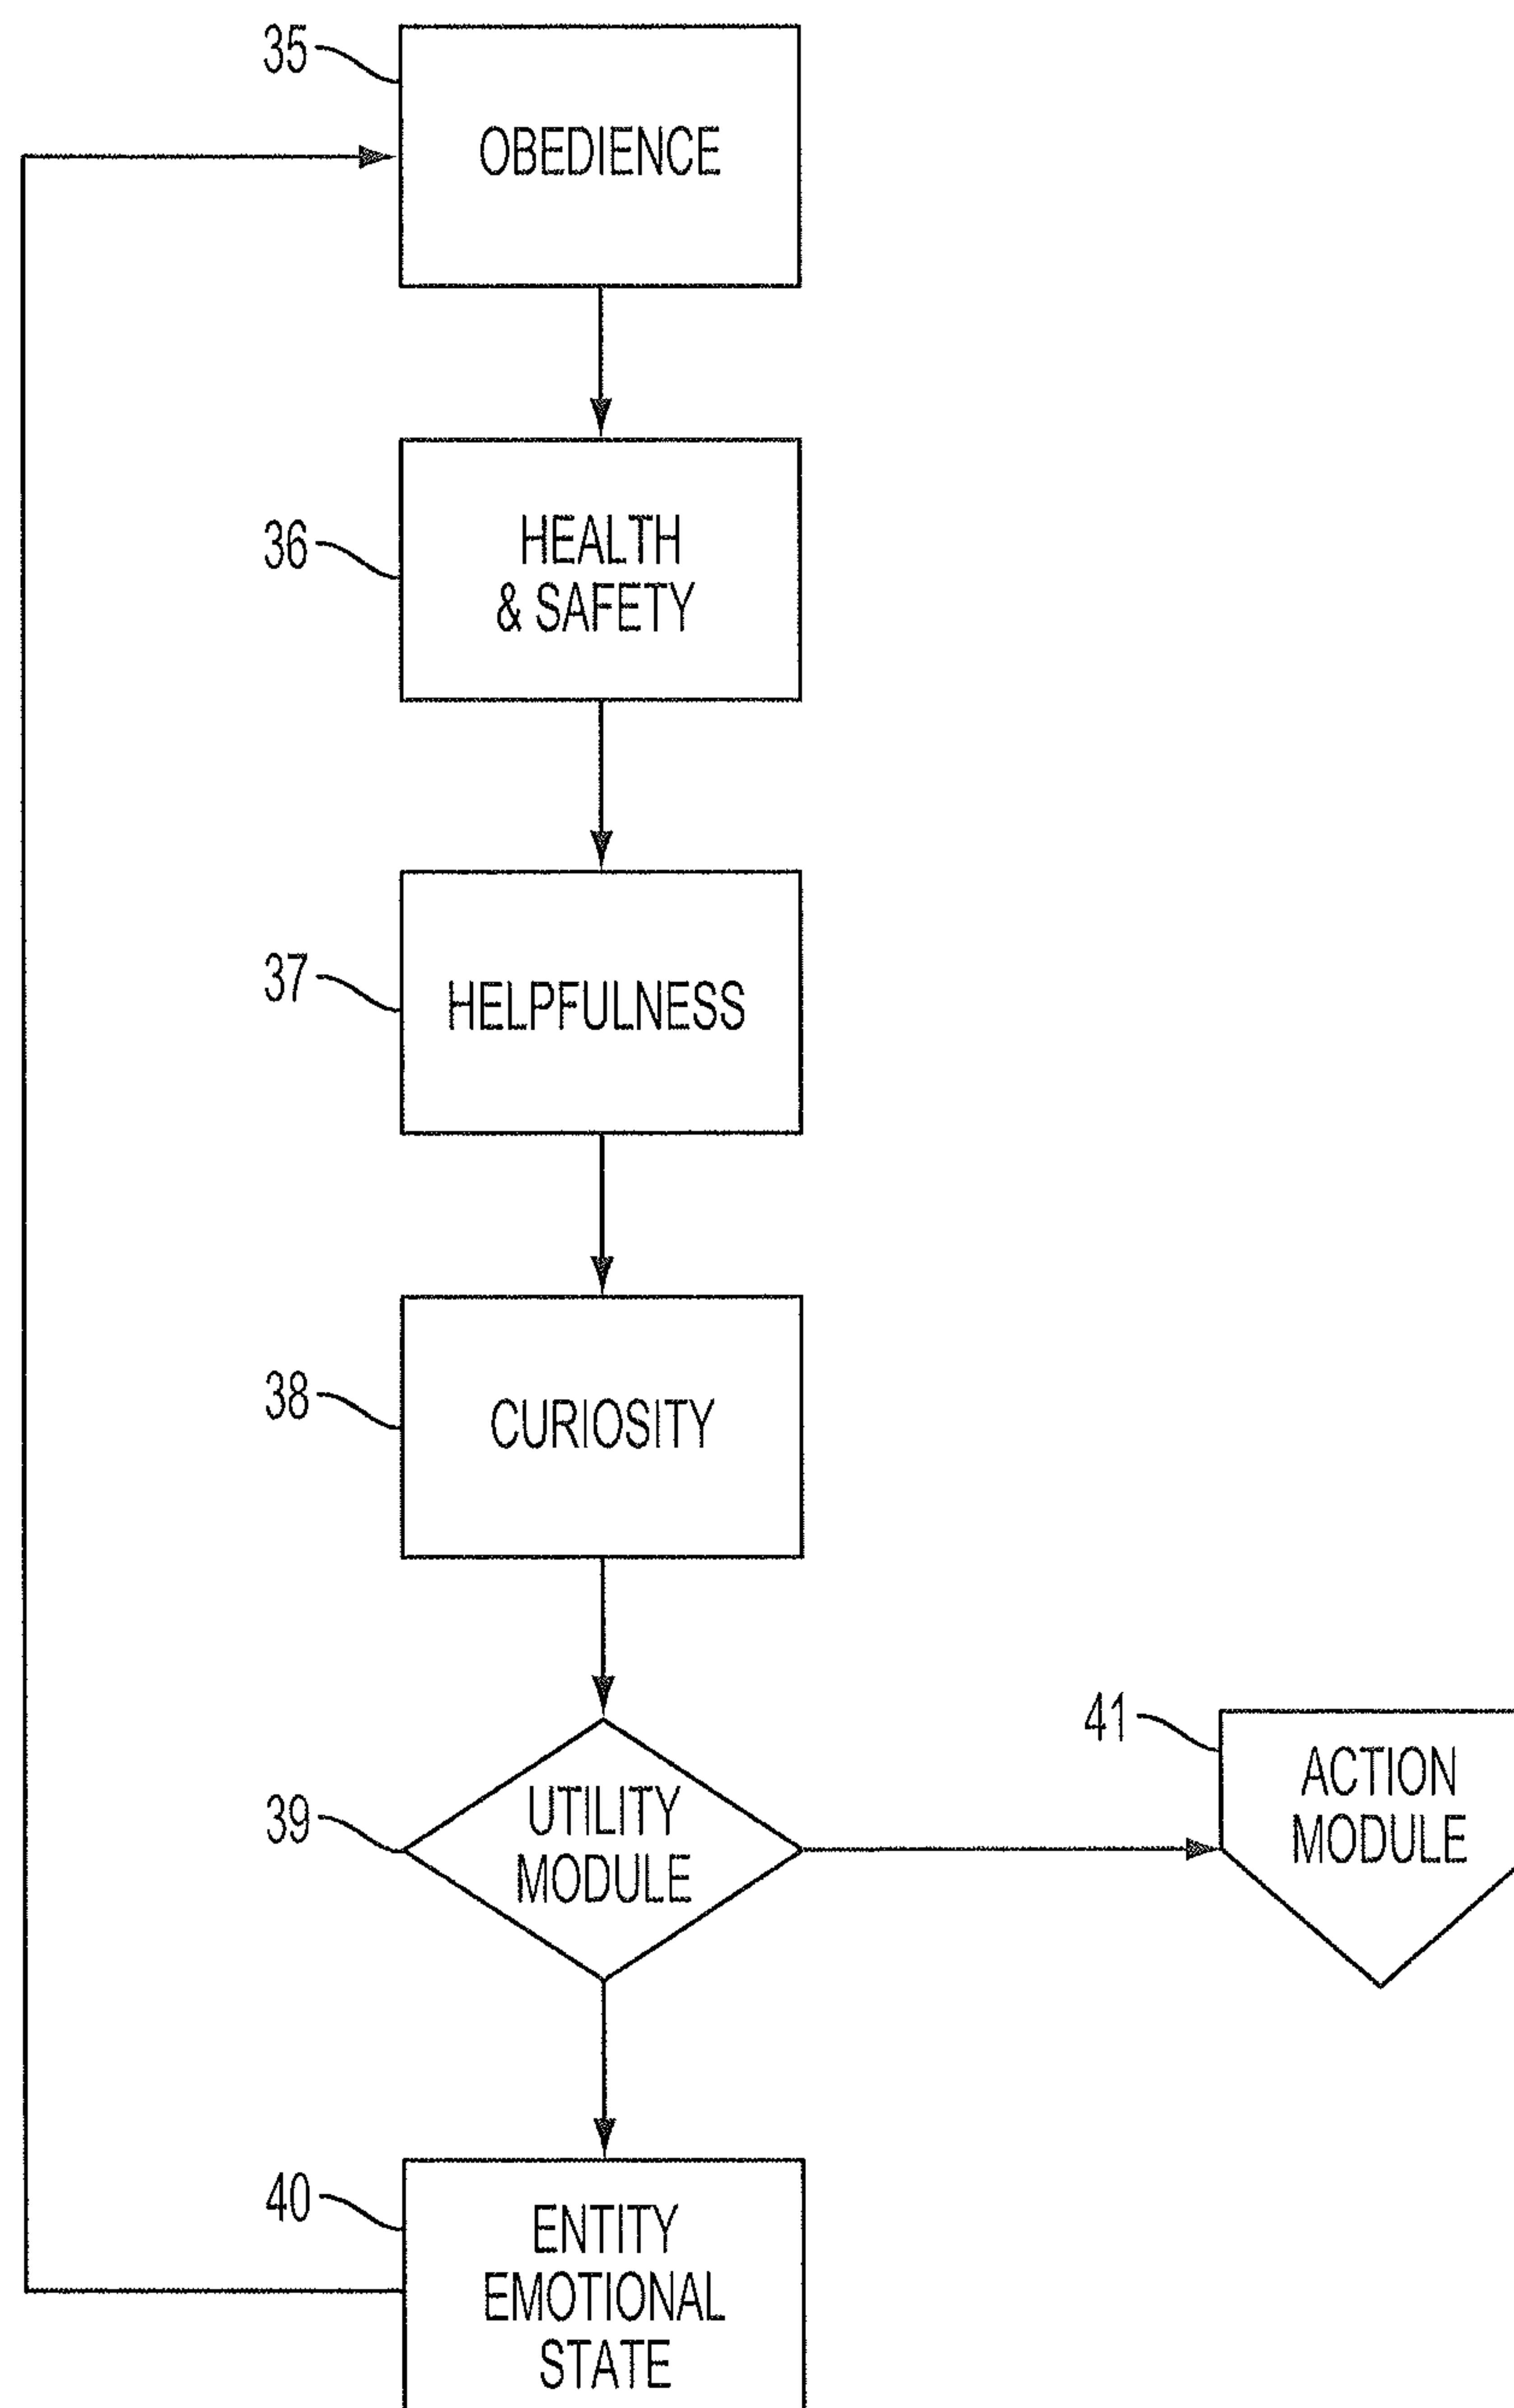 35
OBEDIENCE
36
HEALTH
& SAFETY
37
HELPFULNESS
38
CURIOSITY
39
UTILITY
MODULE
41
ACTION
MODULE
40
ENTITY
EMOTIONAL
STATE